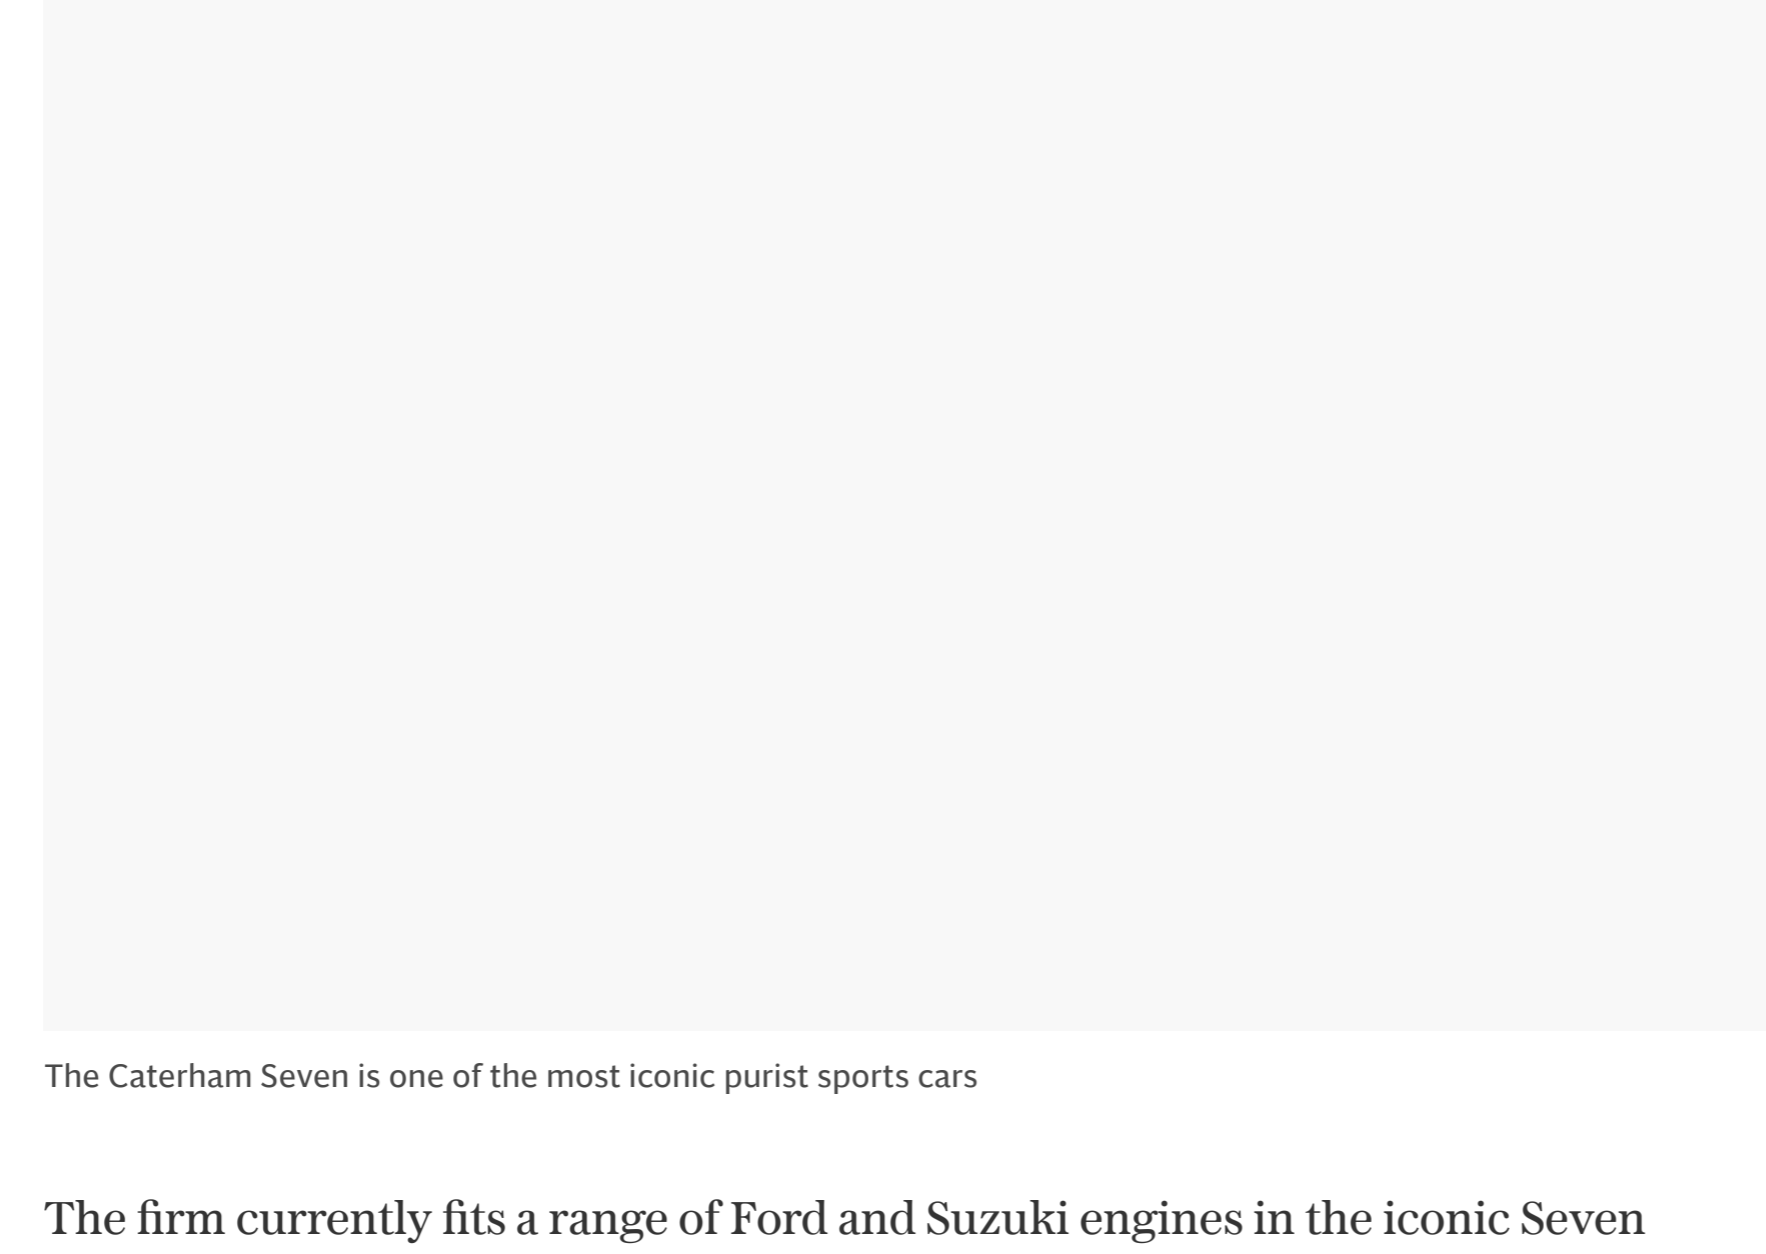 The Caterham Seven is one of the most iconic purist sports cars
The firm currently fits a range of Ford and Suzuki engines in the iconic Seven